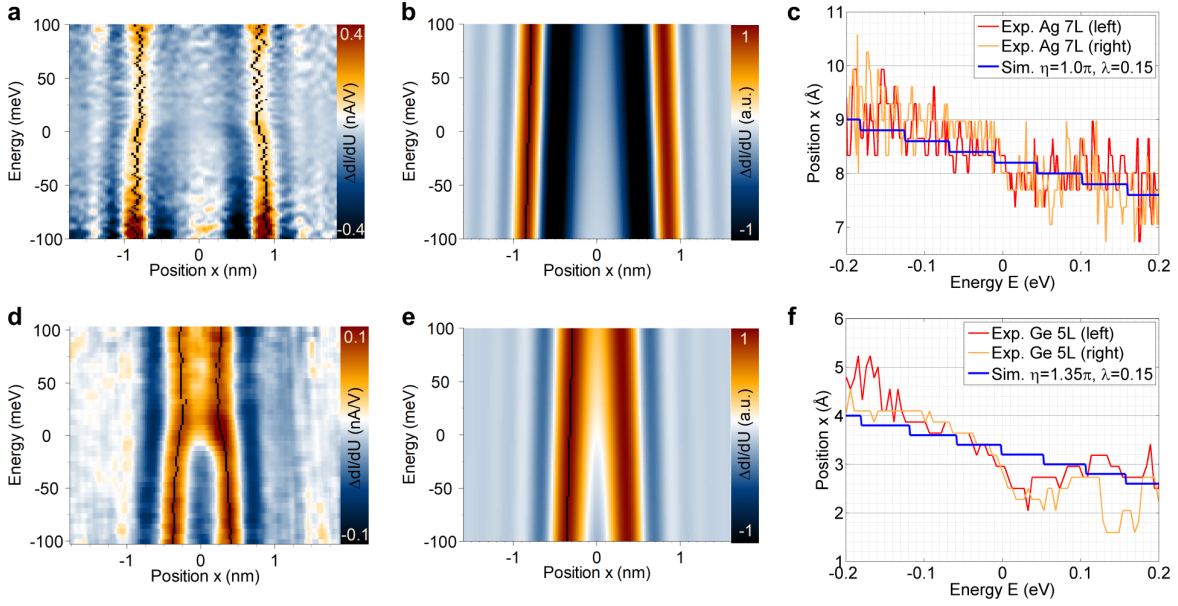 a
100
50
0
-50
-100
Energy (meV)
-1
0
1
Position x (nm)
0.4
-0.4
ΔdI/dU (nA/V)
b
100
50
0
-50
-100
Energy (meV)
-1
0
1
Position x (nm)
1
-1
ΔdI/dU (a.u.)
c
Exp. Ag 7L (left)
Exp. Ag 7L (right)
Sim. η=1.0π, λ=0.15
11
10
9
8
7
Position x (Å)
-0.2
-0.1
0
0.1
0.2
Energy E (eV)
d
100
50
0
-50
-100
Energy (meV)
-1
0
1
Position x (nm)
0.1
-0.1
ΔdI/dU (nA/V)
e
100
50
0
-50
-100
Energy (meV)
-1
0
1
Position x (nm)
1
-1
ΔdI/dU (a.u.)
f
Exp. Ge 5L (left)
Exp. Ge 5L (right)
Sim. η=1.35π, λ=0.15
6
5
4
3
2
1
Position x (Å)
-0.2
-0.1
0
0.1
0.2
Energy E (eV)